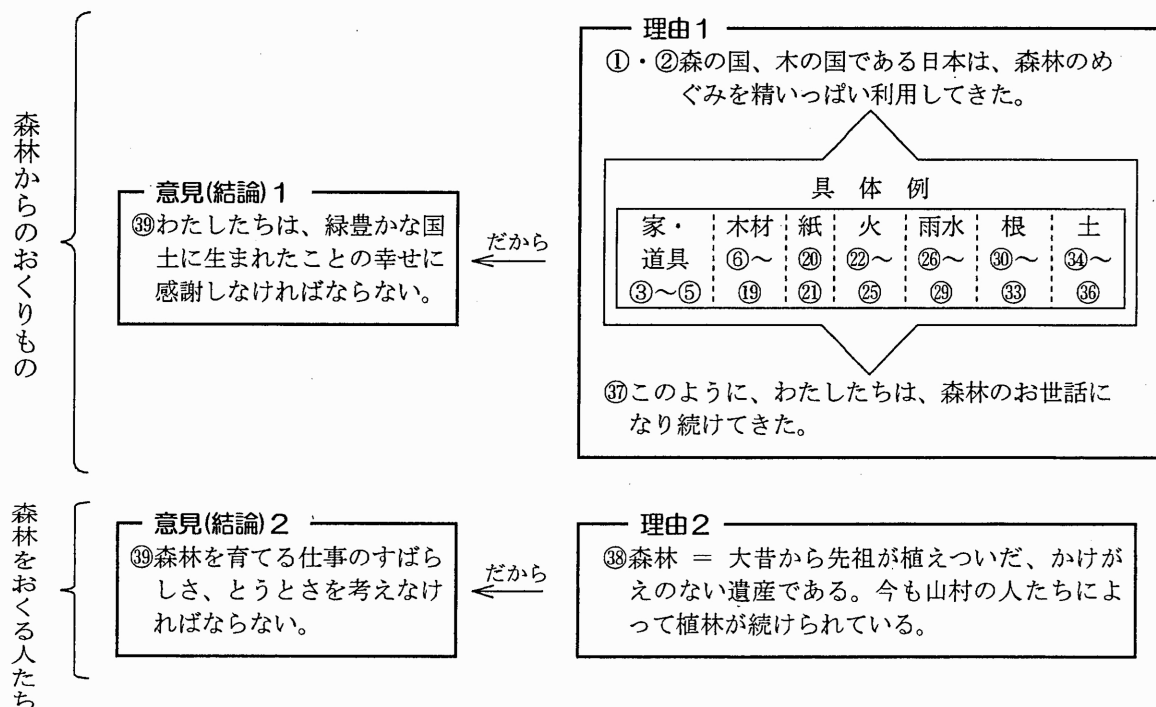 森林からのおくりもの
理由1
①・②森の国、木の国である日本は、森林のめ
ぐみを精いっぱい利用してきた。
具体例
家・ 木材 紙 火 雨水 根 土
道具 ⑥～ ⑳ ㉒～ ㉖～ ㉚～ ㉞～
③～⑤ ⑲ ㉑ ㉕ ㉙ ㉝ ㊱
㊲このように、わたしたちは、森林のお世話に
なり続けてきた。
だから
意見(結論)1
㊴わたしたちは、緑豊かな国
土に生まれたことの幸せに
感謝しなければならない。
森林をおくる人たち
理由2
㊳森林 = 大昔から先祖が植えついだ、かけが
えのない遺産である。今も山村の人たちによ
って植林が続けられている。
だから
意見(結論)2
㊴森林を育てる仕事のすばら
しさ、とうとさを考えなけ
ればならない。